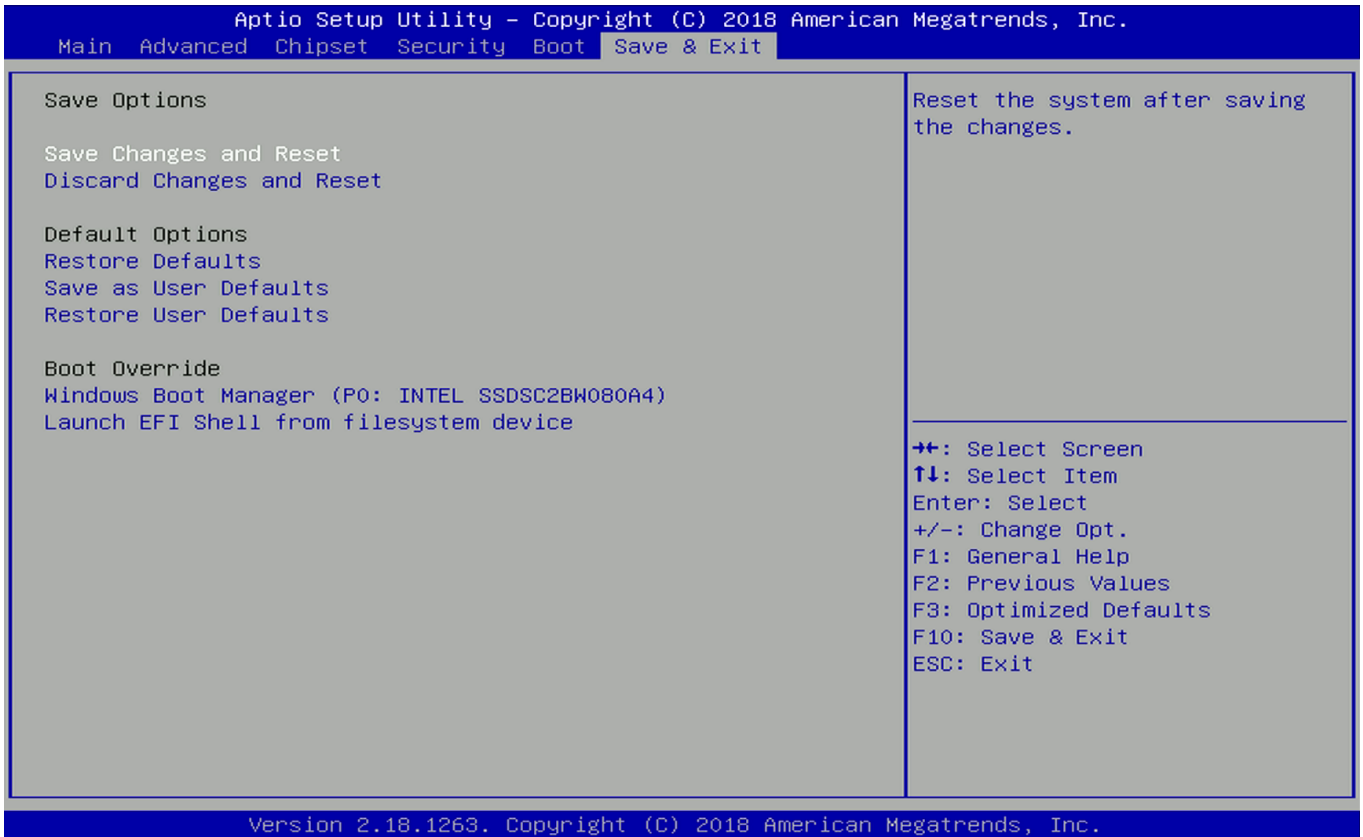 Aptio Setup Utility – Copyright (C) 2018 American Megatrends, Inc.
Main Advanced Chipset Security Boot Save & Exit
Save Options
Save Changes and Reset
Discard Changes and Reset
Default Options
Restore Defaults
Save as User Defaults
Restore User Defaults
Boot Override
Windows Boot Manager (P0: INTEL SSDSC2BW080A4)
Launch EFI Shell from filesystem device
Reset the system after saving
the changes.
→←: Select Screen
↑↓: Select Item
Enter: Select
+/-: Change Opt.
F1: General Help
F2: Previous Values
F3: Optimized Defaults
F10: Save & Exit
ESC: Exit
Version 2.18.1263. Copyright (C) 2018 American Megatrends, Inc.